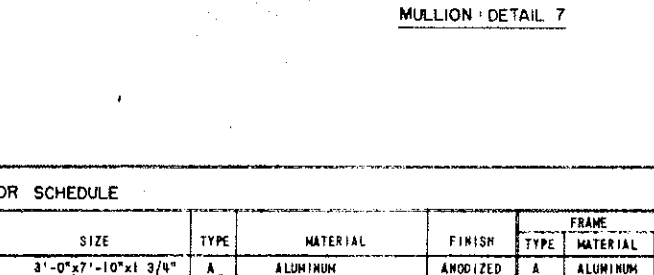 MULLION DETAIL 7
OR SCHEDULE
FRAME
SIZE TYPE MATERIAL FINISH TYPE MATERIAL
3'-0"x7'-10"x1 3/4" A ALUMINUM ANODIZED A ALUMINUM